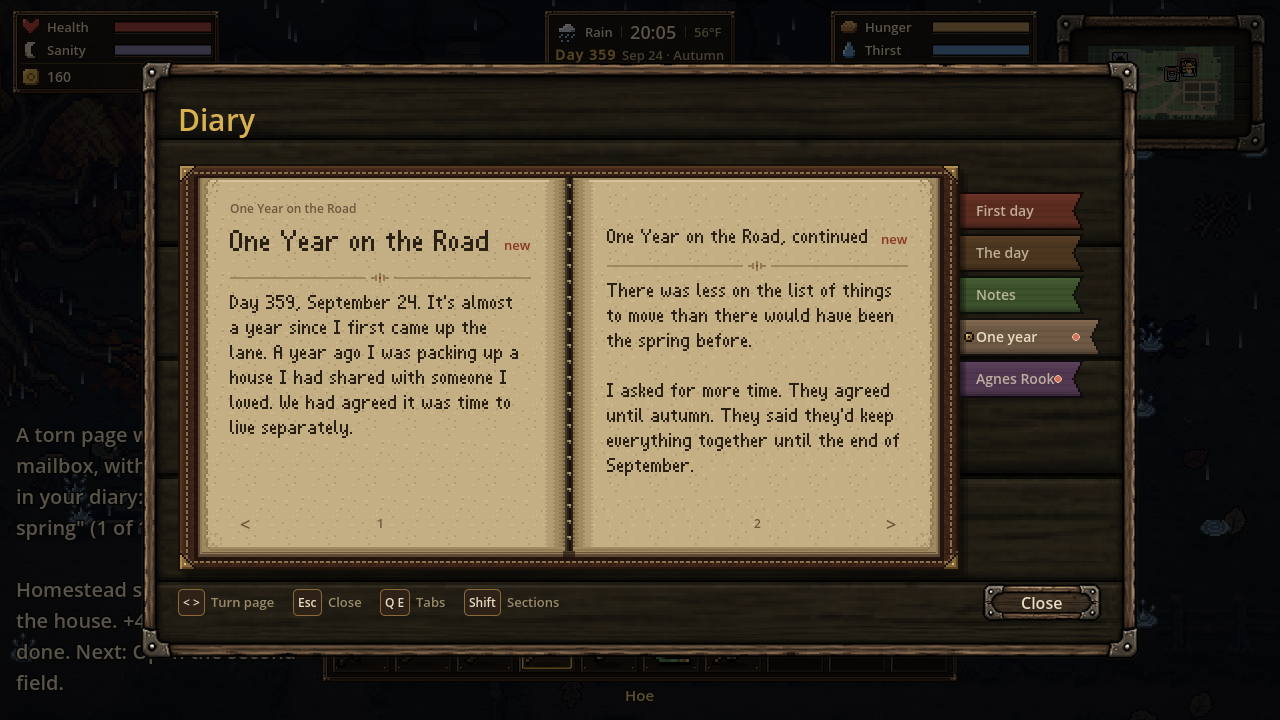 Health
Sanity
160
Rain 20:05 56°F
Day 359 Sep 24 · Autumn
Hunger
Thirst
Diary
One Year on the Road
One Year on the Road new
Day 359, September 24. It's almost
a year since I first came up the
lane. A year ago I was packing up a
house I had shared with someone I
loved. We had agreed it was time to
live separately.
< 1
One Year on the Road, continued new
There was less on the list of things
to move than there would have been
the spring before.
I asked for more time. They agreed
until autumn. They said they'd keep
everything together until the end of
September.
2 >
First day
The day
Notes
One year
Agnes Rook
A torn page
mailbox, with
in your diary:
spring" (1 of
Homestead
the house.
done. Next: the second
field.
< > Turn page
Esc Close
Q E Tabs
Shift Sections
Close
Hoe